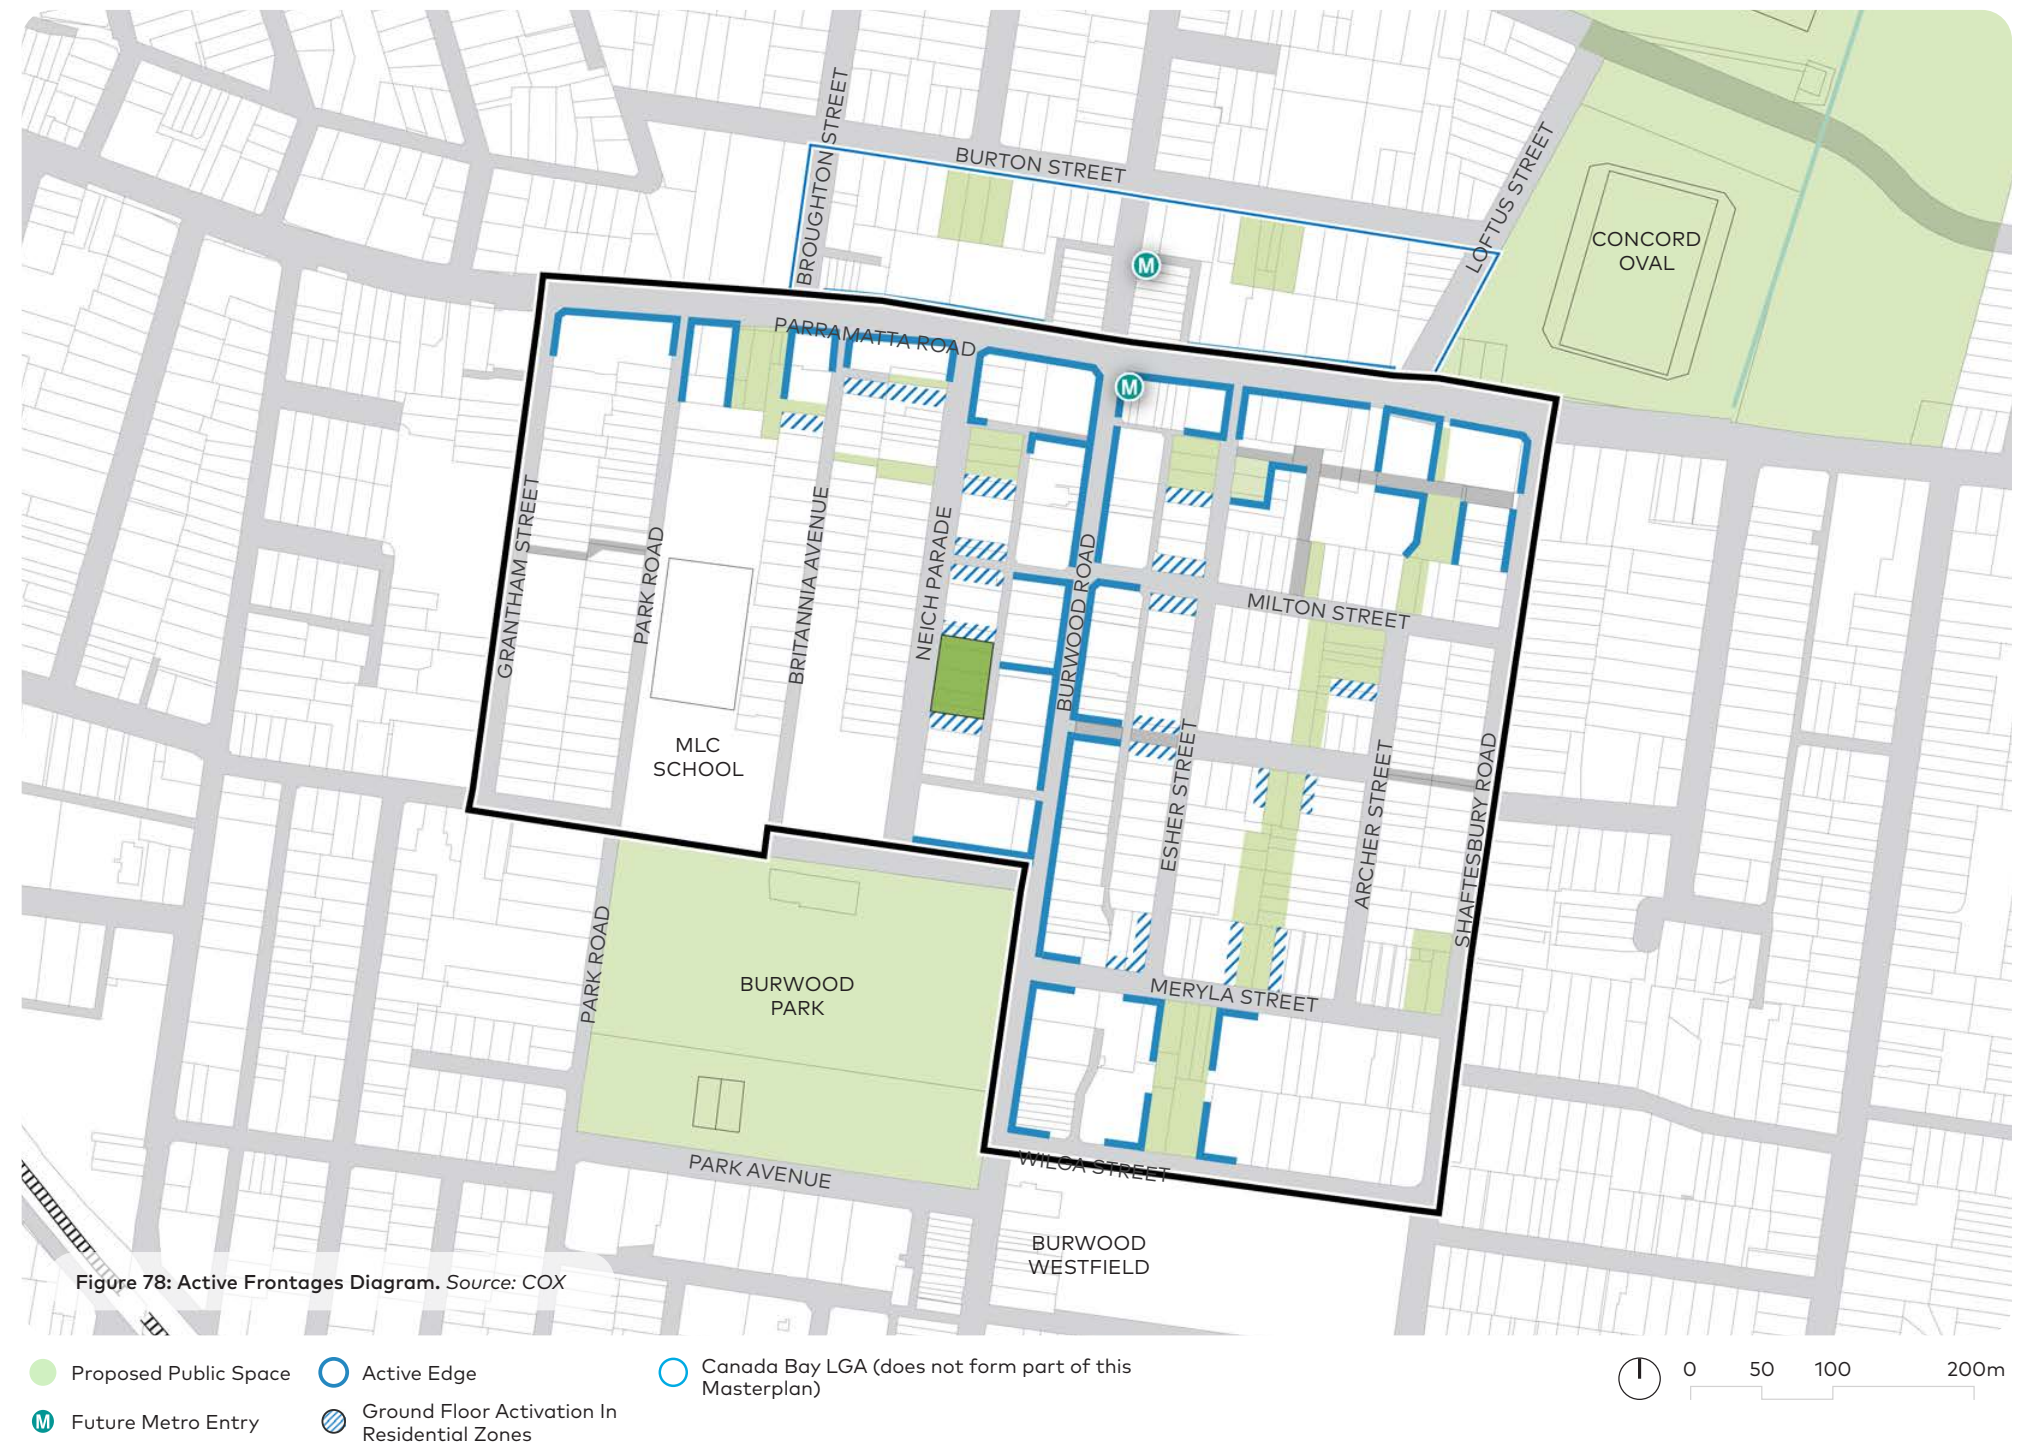 BROUGHTON STREET
BURTON STREET
LOFTUS STREET
CONCORD
OVAL
M
PARRAMATTA ROAD
M
GRANTHAM STREET
PARK ROAD
BRITANNIA AVENUE
NEICH PARADE
BURWOOD ROAD
MILTON STREET
MLC
SCHOOL
ESHER STREET
ARCHER STREET
SHAFTESBURY ROAD
PARK ROAD
BURWOOD
PARK
MERYLA STREET
PARK AVENUE
WILGA STREET
BURWOOD
WESTFIELD
Figure 78: Active Frontages Diagram. Source: COX
Proposed Public Space
Active Edge
Canada Bay LGA (does not form part of this
Masterplan)
M Future Metro Entry
Ground Floor Activation In
Residential Zones
0 50 100 200m